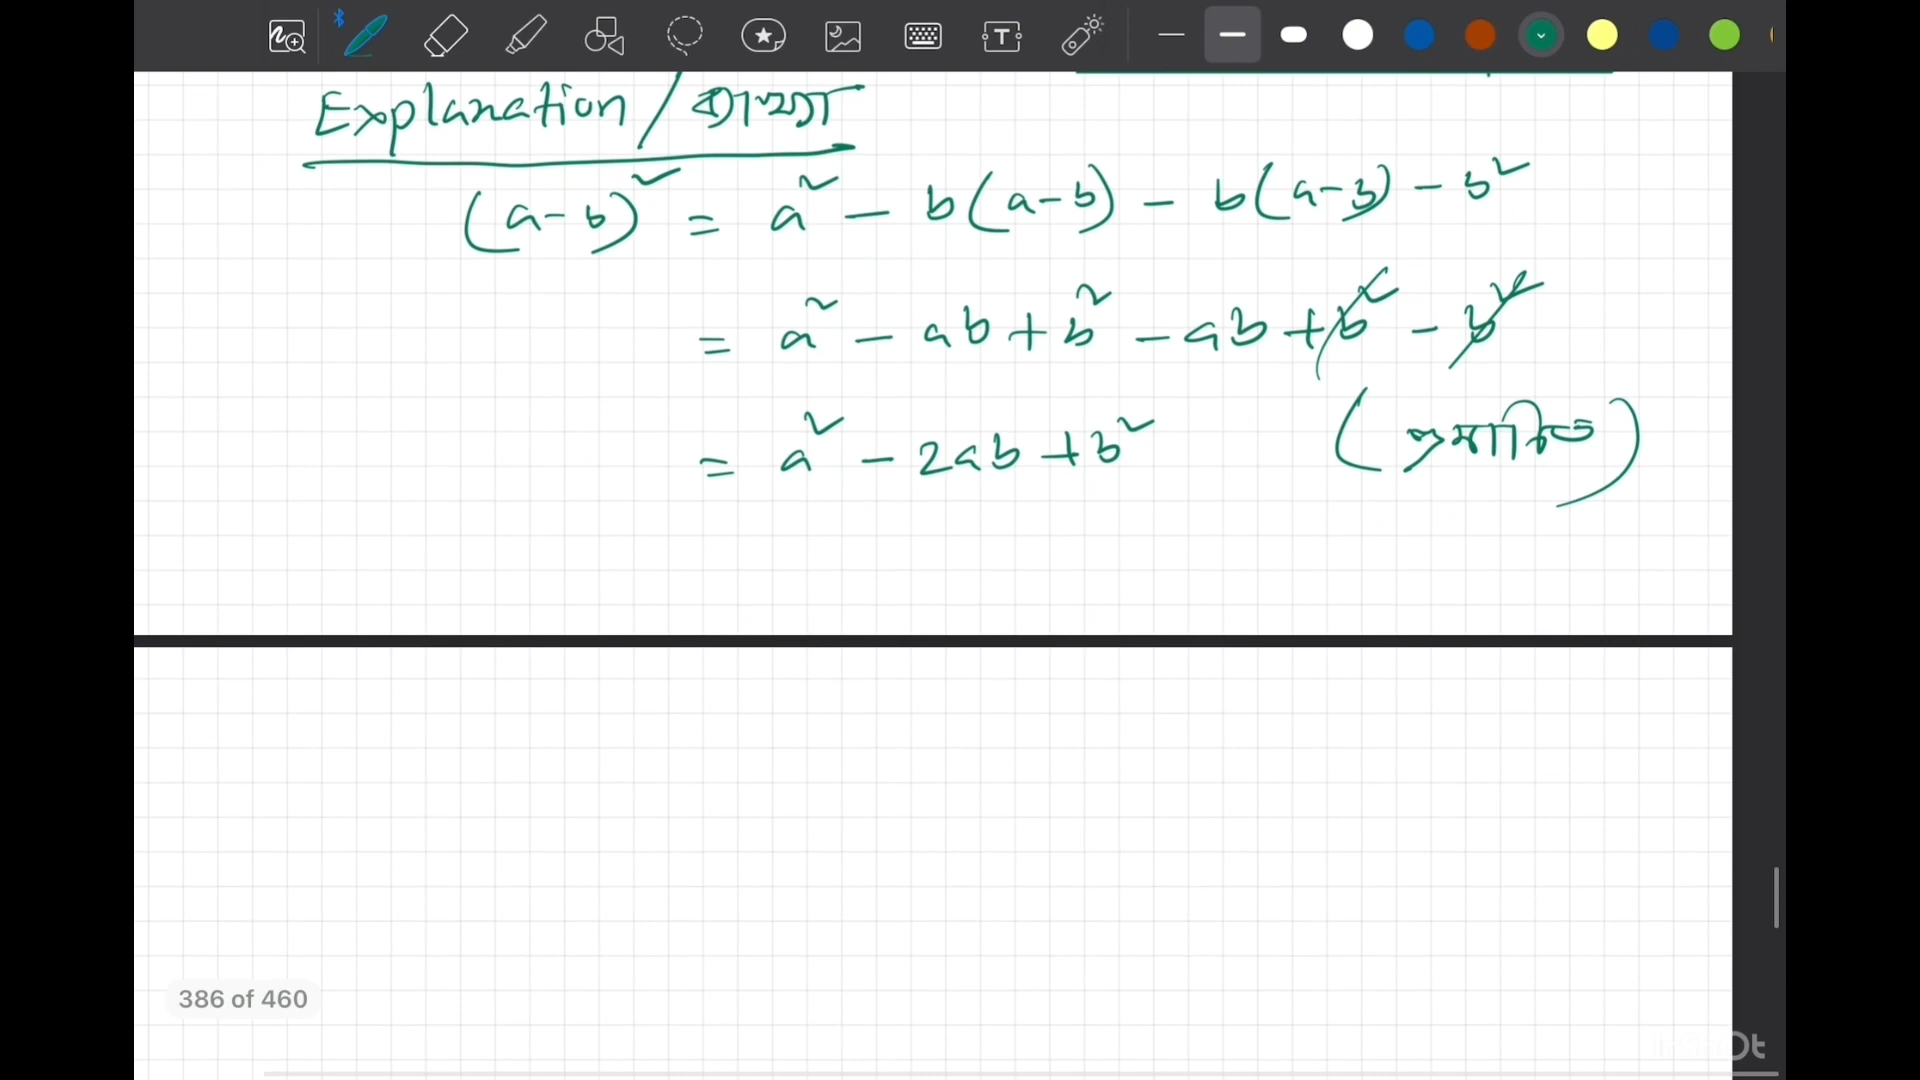 Explanation / ব্যাখ্যা
(a-b)² = a² - b(a-b) - b(a-b) - b²
= a² - ab + b² - ab + b² - b²
= a² - 2ab + b² (প্রমাণিত)
386 of 460